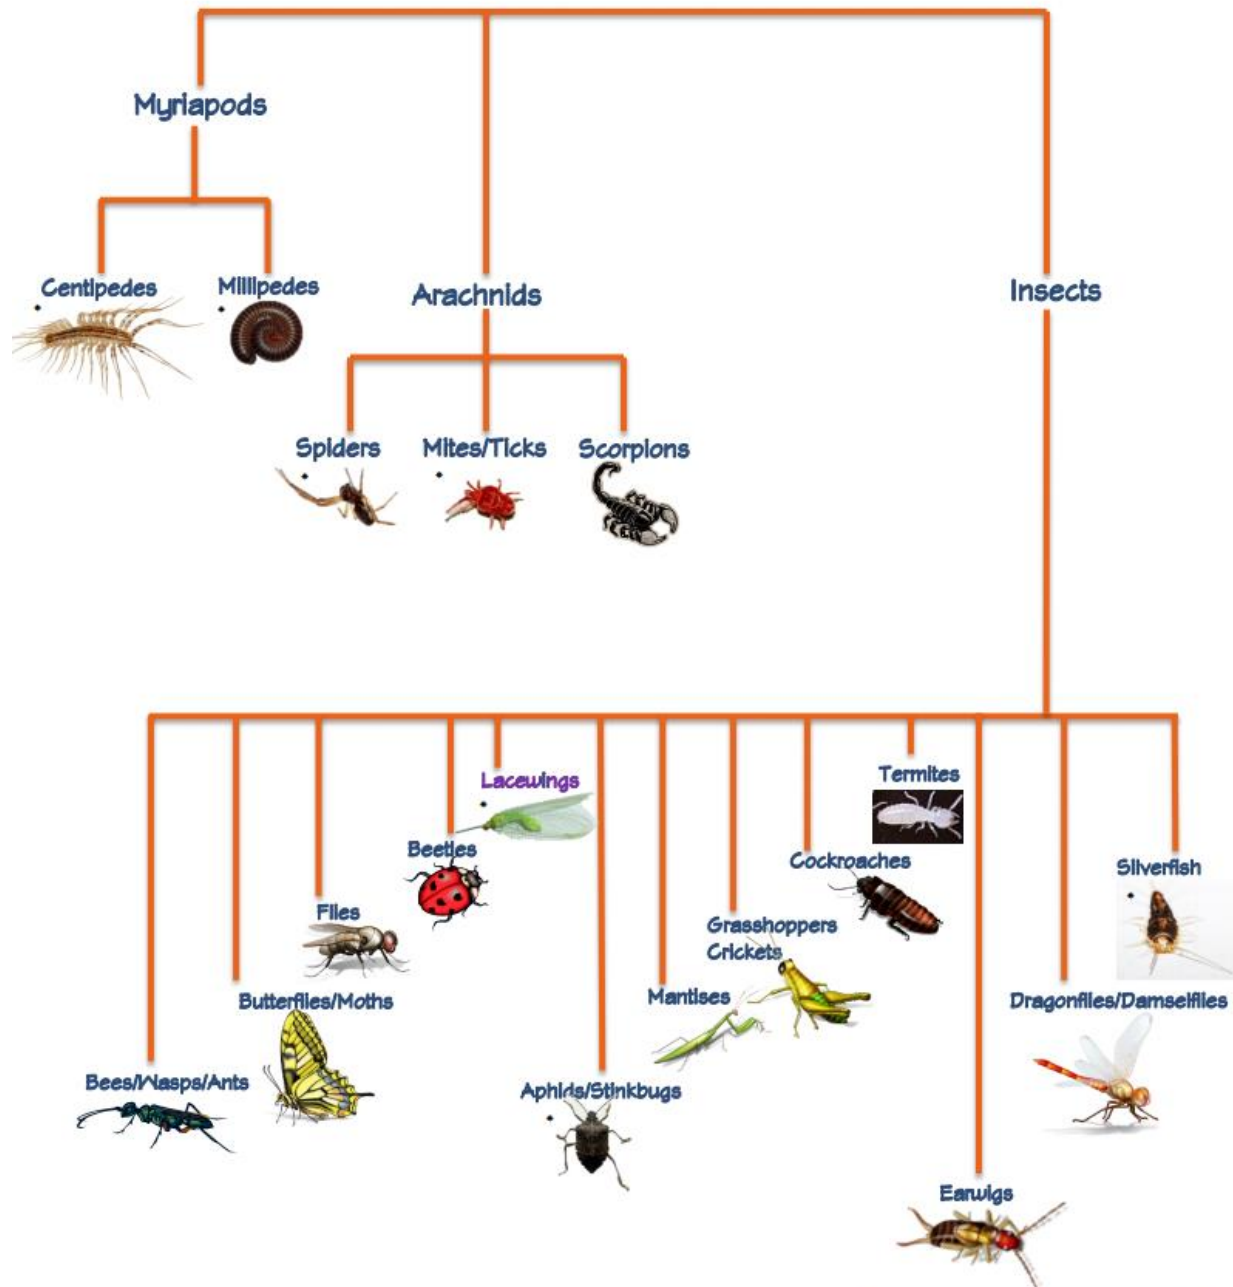 Myriapods
Centipedes
Millipedes
Arachnids
Insects
Spiders
Mites/Ticks
Scorpions
Termites
Lacewings
Beetles
Cockroaches
Silverfish
Flies
Grasshoppers
Crickets
Butterflies/Moths
Mantises
Dragonflies/Damselflies
Bees/Wasps/Ants
Aphids/Stinkbugs
Earwigs